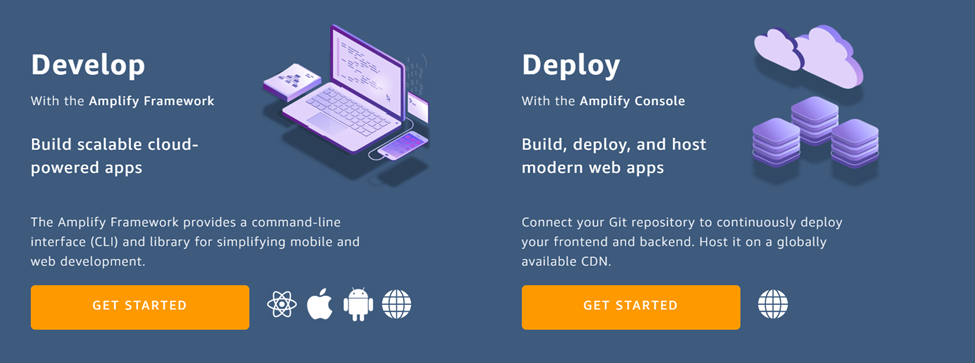 Develop
With the Amplify Framework
Build scalable cloud-
powered apps
The Amplify Framework provides a command-line
interface (CLI) and library for simplifying mobile and
web development.
GET STARTED
Deploy
With the Amplify Console
Build, deploy, and host
modern web apps
Connect your Git repository to continuously deploy
your frontend and backend. Host it on a globally
available CDN.
GET STARTED